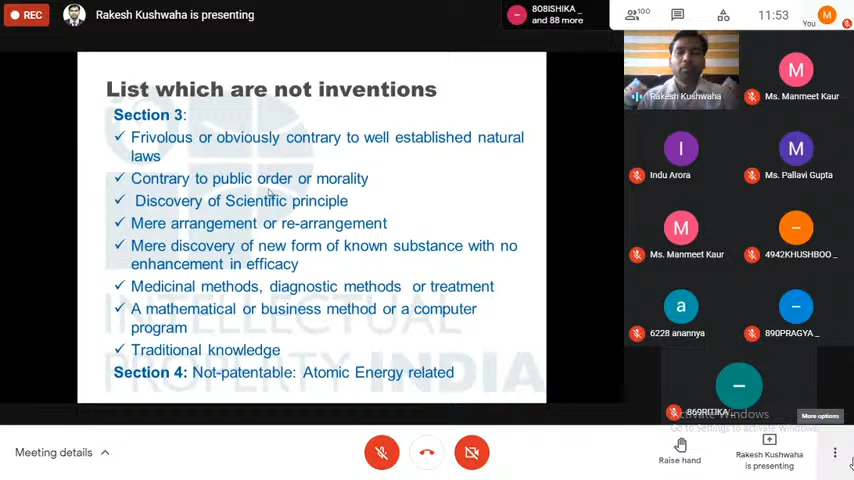 REC
Rakesh Kushwaha is presenting
808ISHIKA _
and 88 more
100
11:53
You
M
List which are not inventions
Section 3:
Frivolous or obviously contrary to well established natural
laws
Contrary to public order or morality
Discovery of Scientific principle
Mere arrangement or re-arrangement
Mere discovery of new form of known substance with no
enhancement in efficacy
Medicinal methods, diagnostic methods or treatment
A mathematical or business method or a computer
program
Traditional knowledge
Section 4: Not-patentable: Atomic Energy related
INTELLECTUAL
PROPERTY INDIA
Rakesh Kushwaha
M
Ms. Manmeet Kaur
I
Indu Arora
M
Ms. Pallavi Gupta
M
Ms. Manmeet Kaur
4942KHUSHBOO _
a
6228 anannya
890PRAGYA _
869RITIKA _
Activate Windows
Go to Settings to activate Windows.
More options
Meeting details
Raise hand
Rakesh Kushwaha
is presenting